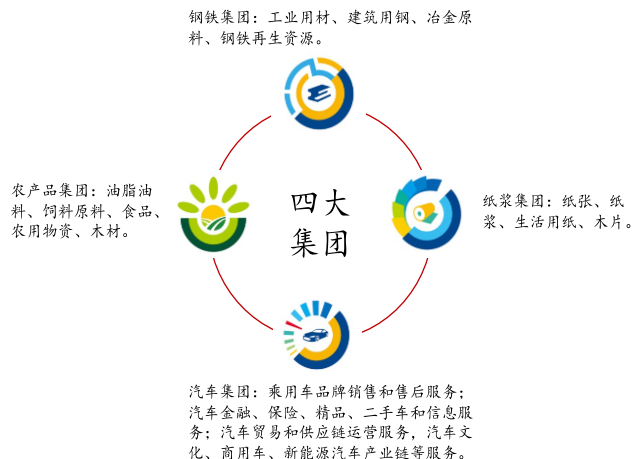 钢铁集团：工业用材、建筑用钢、冶金原
料、钢铁再生资源。
农产品集团：油脂油
料、饲料原料、食品、
农用物资、木材。
四大
集团
纸浆集团：纸张、纸
浆、生活用纸、木片。
汽车集团：乘用车品牌销售和售后服务；
汽车金融、保险、精品、二手车和信息服
务；汽车贸易和供应链运营服务，汽车文
化、商用车、新能源汽车产业链等服务。